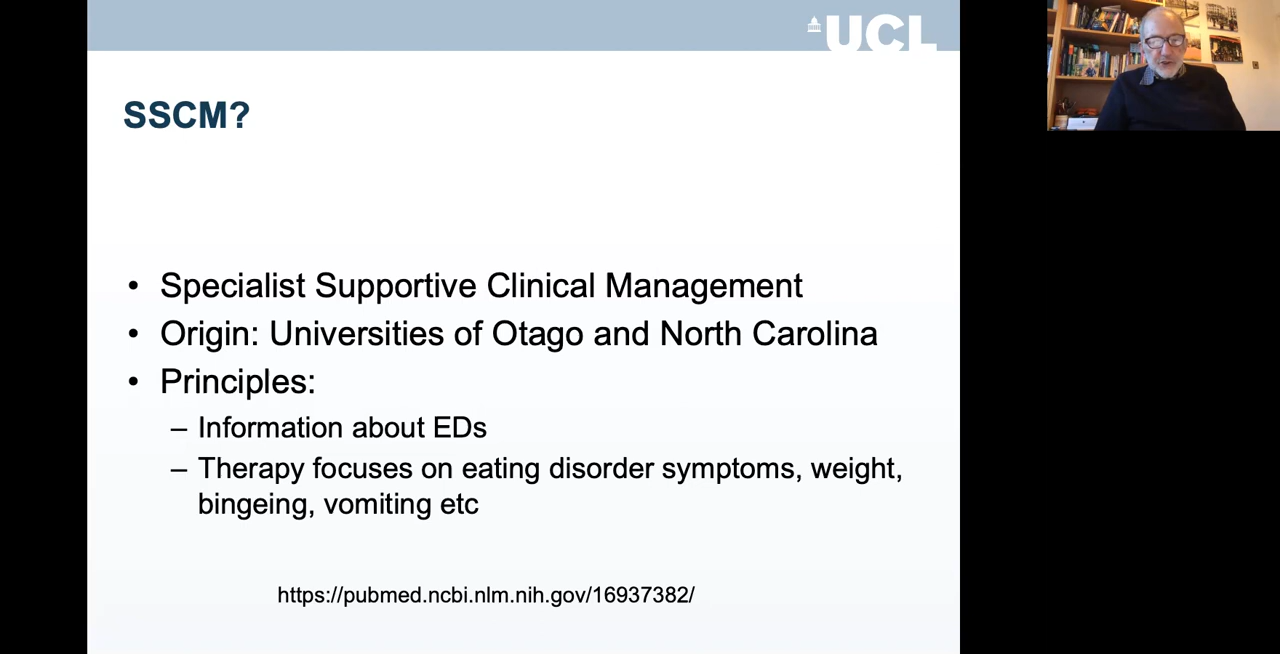 UCL
SSCM?
• Specialist Supportive Clinical Management
• Origin: Universities of Otago and North Carolina
• Principles:
– Information about EDs
– Therapy focuses on eating disorder symptoms, weight,
bingeing, vomiting etc
https://pubmed.ncbi.nlm.nih.gov/16937382/